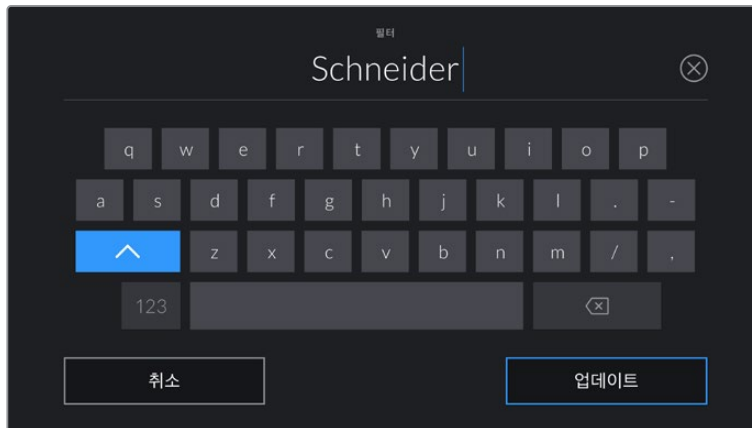 필터
Schneider
q w e r t y u i o p
a s d f g h j k l . -
z x c v b n m / ,
123
취소 업데이트